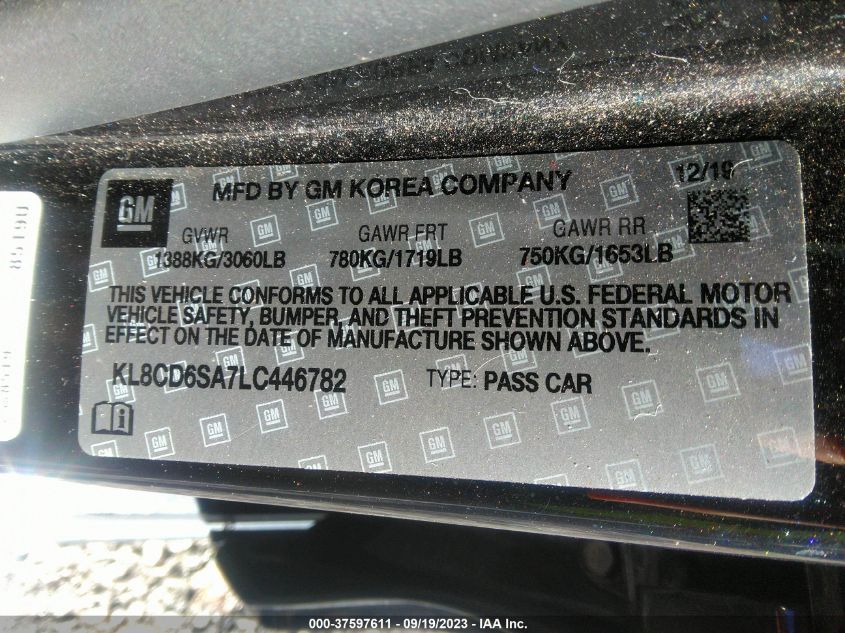 GM
MFD BY GM KOREA COMPANY
12/19
GVWR
GAWR FRT
GAWR RR
1388KG/3060LB
780KG/1719LB
750KG/1653LB
THIS VEHICLE CONFORMS TO ALL APPLICABLE U.S. FEDERAL MOTOR
VEHICLE SAFETY, BUMPER, AND THEFT PREVENTION STANDARDS IN
EFFECT ON THE DATE OF MANUFACTURE SHOWN ABOVE.
KL8CD6SA7LC446782
TYPE: PASS CAR
000-37597611 - 09/19/2023 - IAA Inc.